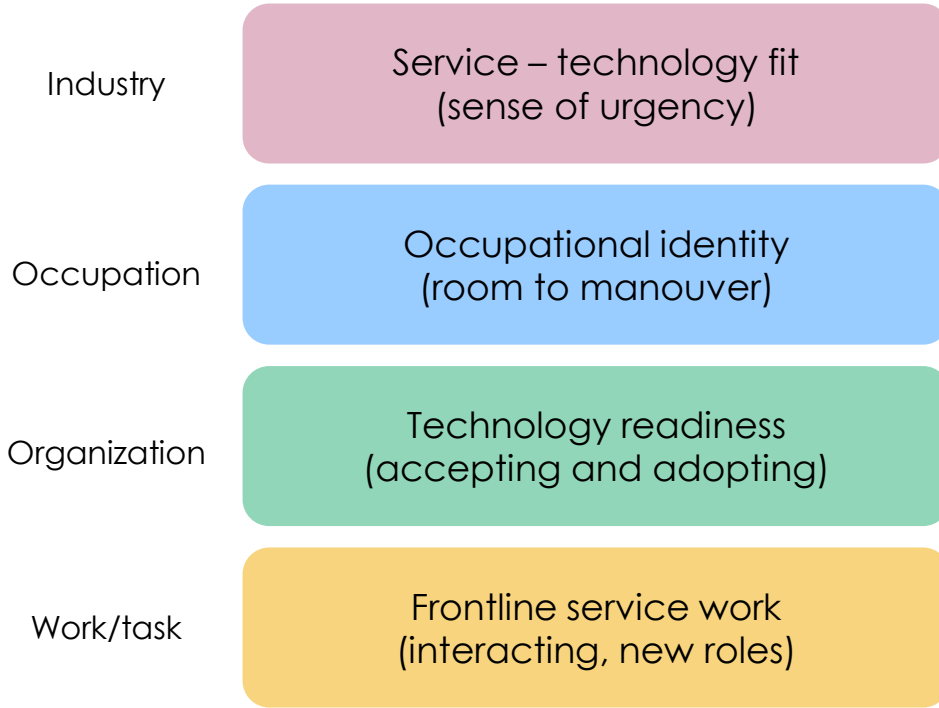 Industry
Service – technology fit
(sense of urgency)
Occupation
Occupational identity
(room to manouver)
Organization
Technology readiness
(accepting and adopting)
Work/task
Frontline service work
(interacting, new roles)